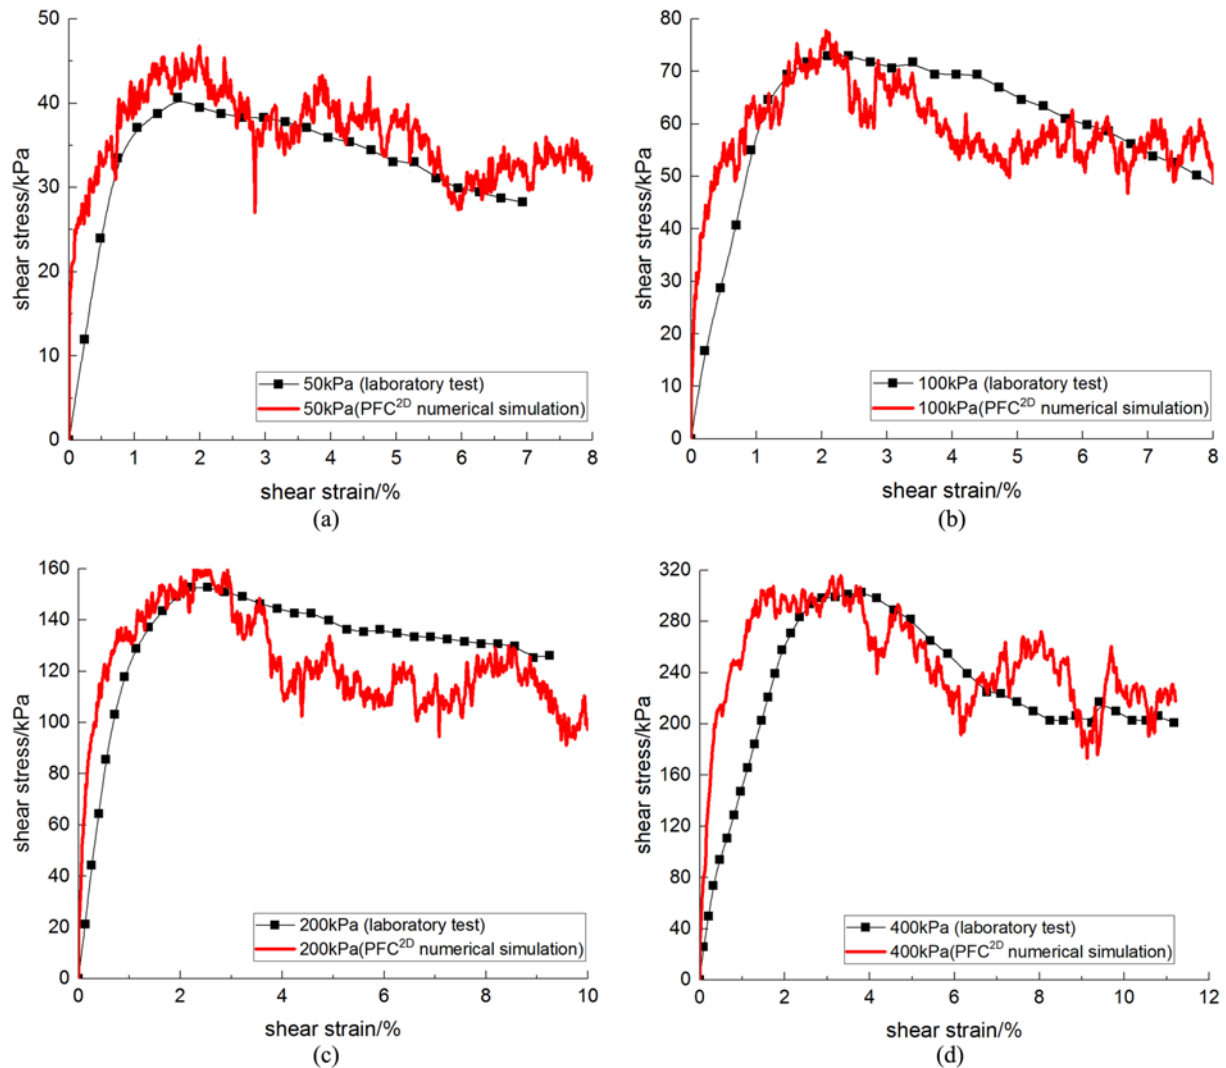 50
40
30
20
10
0
shear stress/kPa
50kPa (laboratory test)
50kPa(PFC2D numerical simulation)
0 1 2 3 4 5 6 7 8
shear strain/%
(a)
80
70
60
50
40
30
20
10
0
shear stress/kPa
100kPa (laboratory test)
100kPa(PFC2D numerical simulation)
0 1 2 3 4 5 6 7 8
shear strain/%
(b)
160
140
120
100
80
60
40
20
0
shear stress/kPa
200kPa (laboratory test)
200kPa(PFC2D numerical simulation)
0 2 4 6 8 10
shear strain/%
(c)
320
280
240
200
160
120
80
40
0
shear stress/kPa
400kPa (laboratory test)
400kPa(PFC2D numerical simulation)
0 2 4 6 8 10 12
shear strain/%
(d)